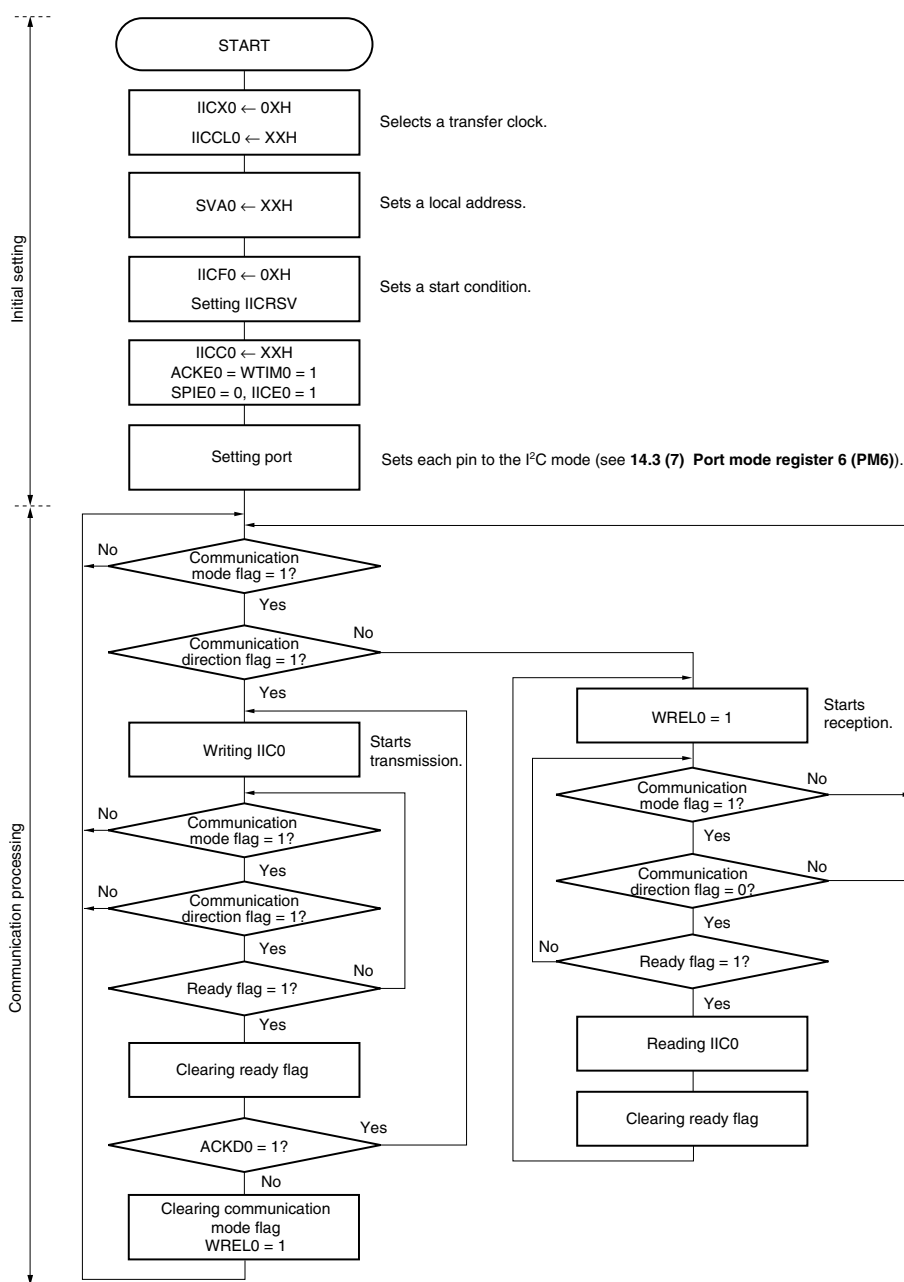 START
IICX0 ← 0XH
IICCL0 ← XXH
Selects a transfer clock.
SVA0 ← XXH
Sets a local address.
IICF0 ← 0XH
Setting IICRSV
Sets a start condition.
Initial setting
IICC0 ← XXH
ACKE0 = WTIM0 = 1
SPIE0 = 0, IICE0 = 1
Setting port
Sets each pin to the I²C mode (see 14.3 (7) Port mode register 6 (PM6)).
Communication processing
No
Communication
mode flag = 1?
Yes
Communication
direction flag = 1?
No
Yes
Writing IIC0
Starts
transmission.
No
Communication
mode flag = 1?
Yes
No
Communication
direction flag = 1?
Yes
Ready flag = 1?
No
Yes
Clearing ready flag
ACKD0 = 1?
Yes
No
Clearing communication
mode flag
WREL0 = 1
WREL0 = 1
Starts
reception.
Communication
mode flag = 1?
No
Yes
Communication
direction flag = 0?
No
Yes
No
Ready flag = 1?
Yes
Reading IIC0
Clearing ready flag